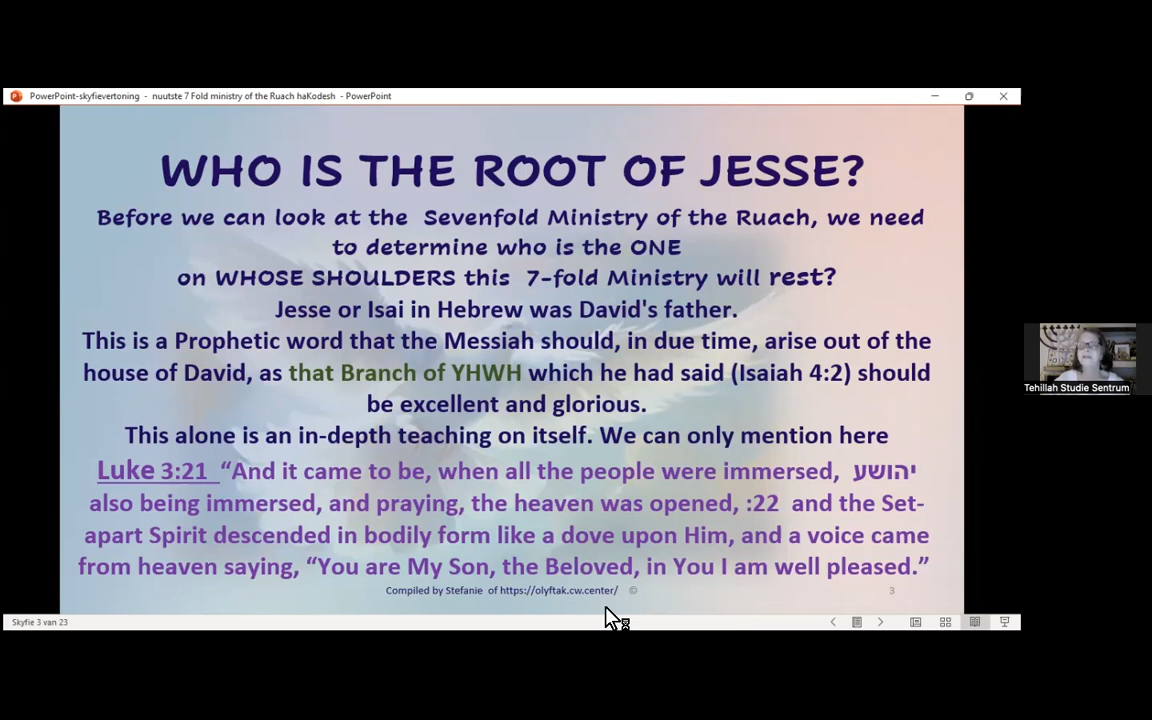 PowerPoint-skyfievertoning - nuutste 7 Fold ministry of the Ruach haKodesh - PowerPoint
WHO IS THE ROOT OF JESSE?
Before we can look at the Sevenfold Ministry of the Ruach, we need
to determine who is the ONE
on WHOSE SHOULDERS this 7-fold Ministry will rest?
Jesse or Isai in Hebrew was David's father.
This is a Prophetic word that the Messiah should, in due time, arise out of the
house of David, as that Branch of YHWH which he had said (Isaiah 4:2) should
be excellent and glorious.
This alone is an in-depth teaching on itself. We can only mention here
Luke 3:21 “And it came to be, when all the people were immersed, יהושע
also being immersed, and praying, the heaven was opened, :22 and the Set-
apart Spirit descended in bodily form like a dove upon Him, and a voice came
from heaven saying, “You are My Son, the Beloved, in You I am well pleased.”
Compiled by Stefanie of https://olyftak.cw.center/ ©
3
Skyfie 3 van 23
Tehillah Studie Sentrum